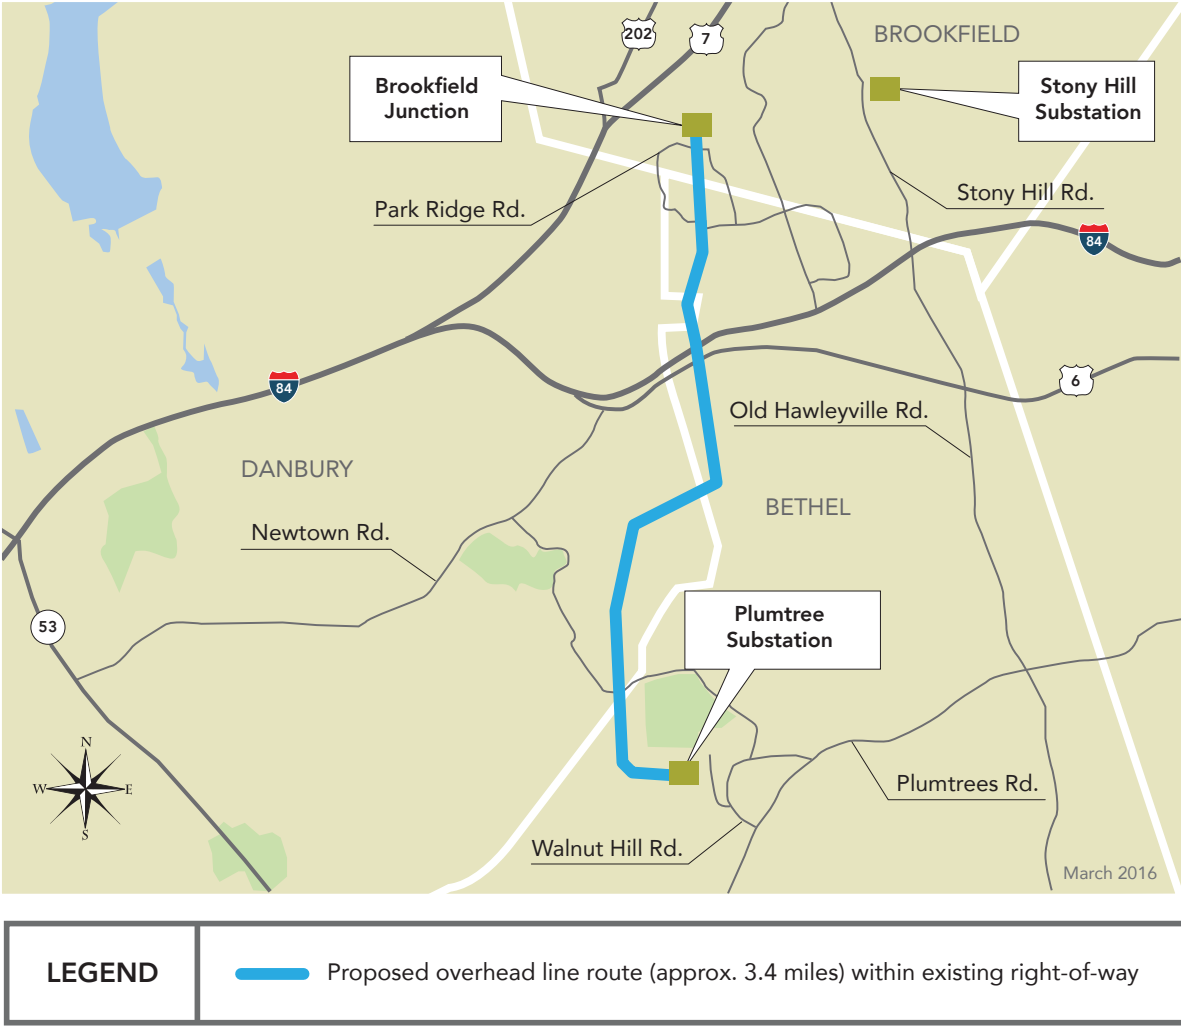 202
7
BROOKFIELD
Brookfield
Junction
Stony Hill
Substation
Park Ridge Rd.
Stony Hill Rd.
84
84
6
Old Hawleyville Rd.
DANBURY
BETHEL
Newtown Rd.
53
Plumtree
Substation
N
W
E
S
Plumtrees Rd.
Walnut Hill Rd.
March 2016
LEGEND
Proposed overhead line route (approx. 3.4 miles) within existing right-of-way